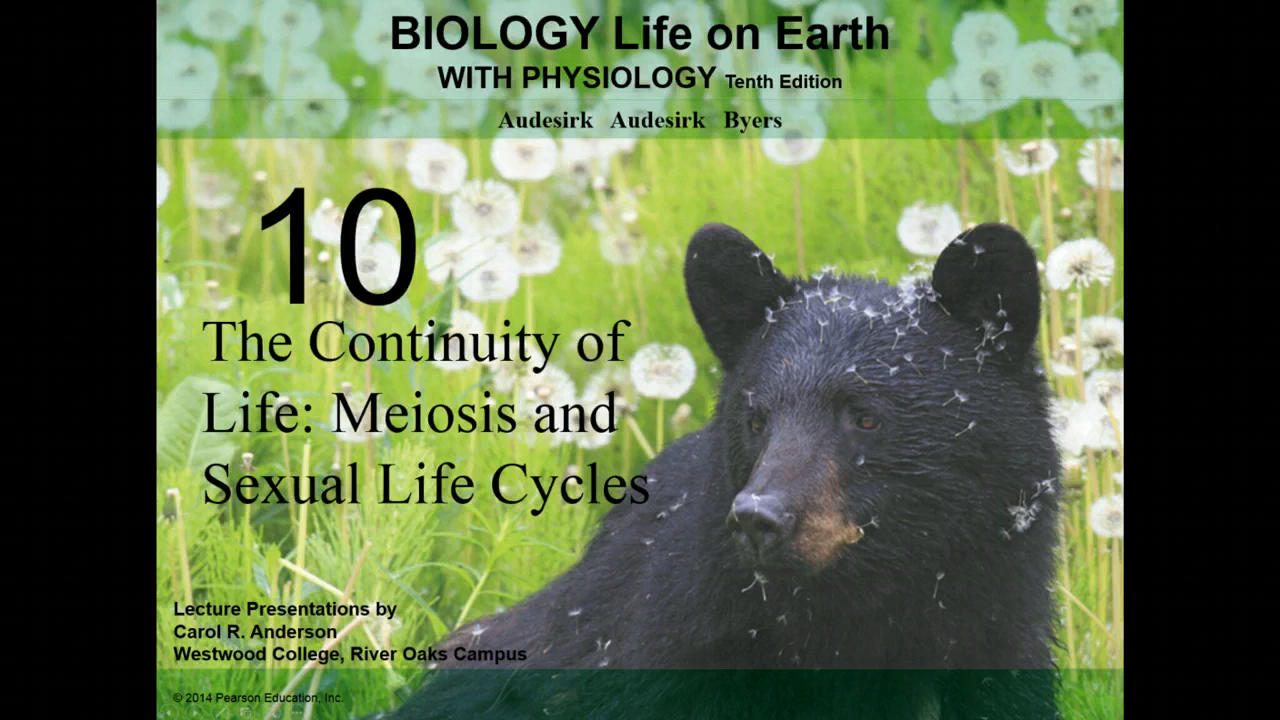 BIOLOGY Life on Earth
WITH PHYSIOLOGY Tenth Edition
Audesirk Audesirk Byers
10
The Continuity of
Life: Meiosis and
Sexual Life Cycles
Lecture Presentations by
Carol R. Anderson
Westwood College, River Oaks Campus
© 2014 Pearson Education, Inc.